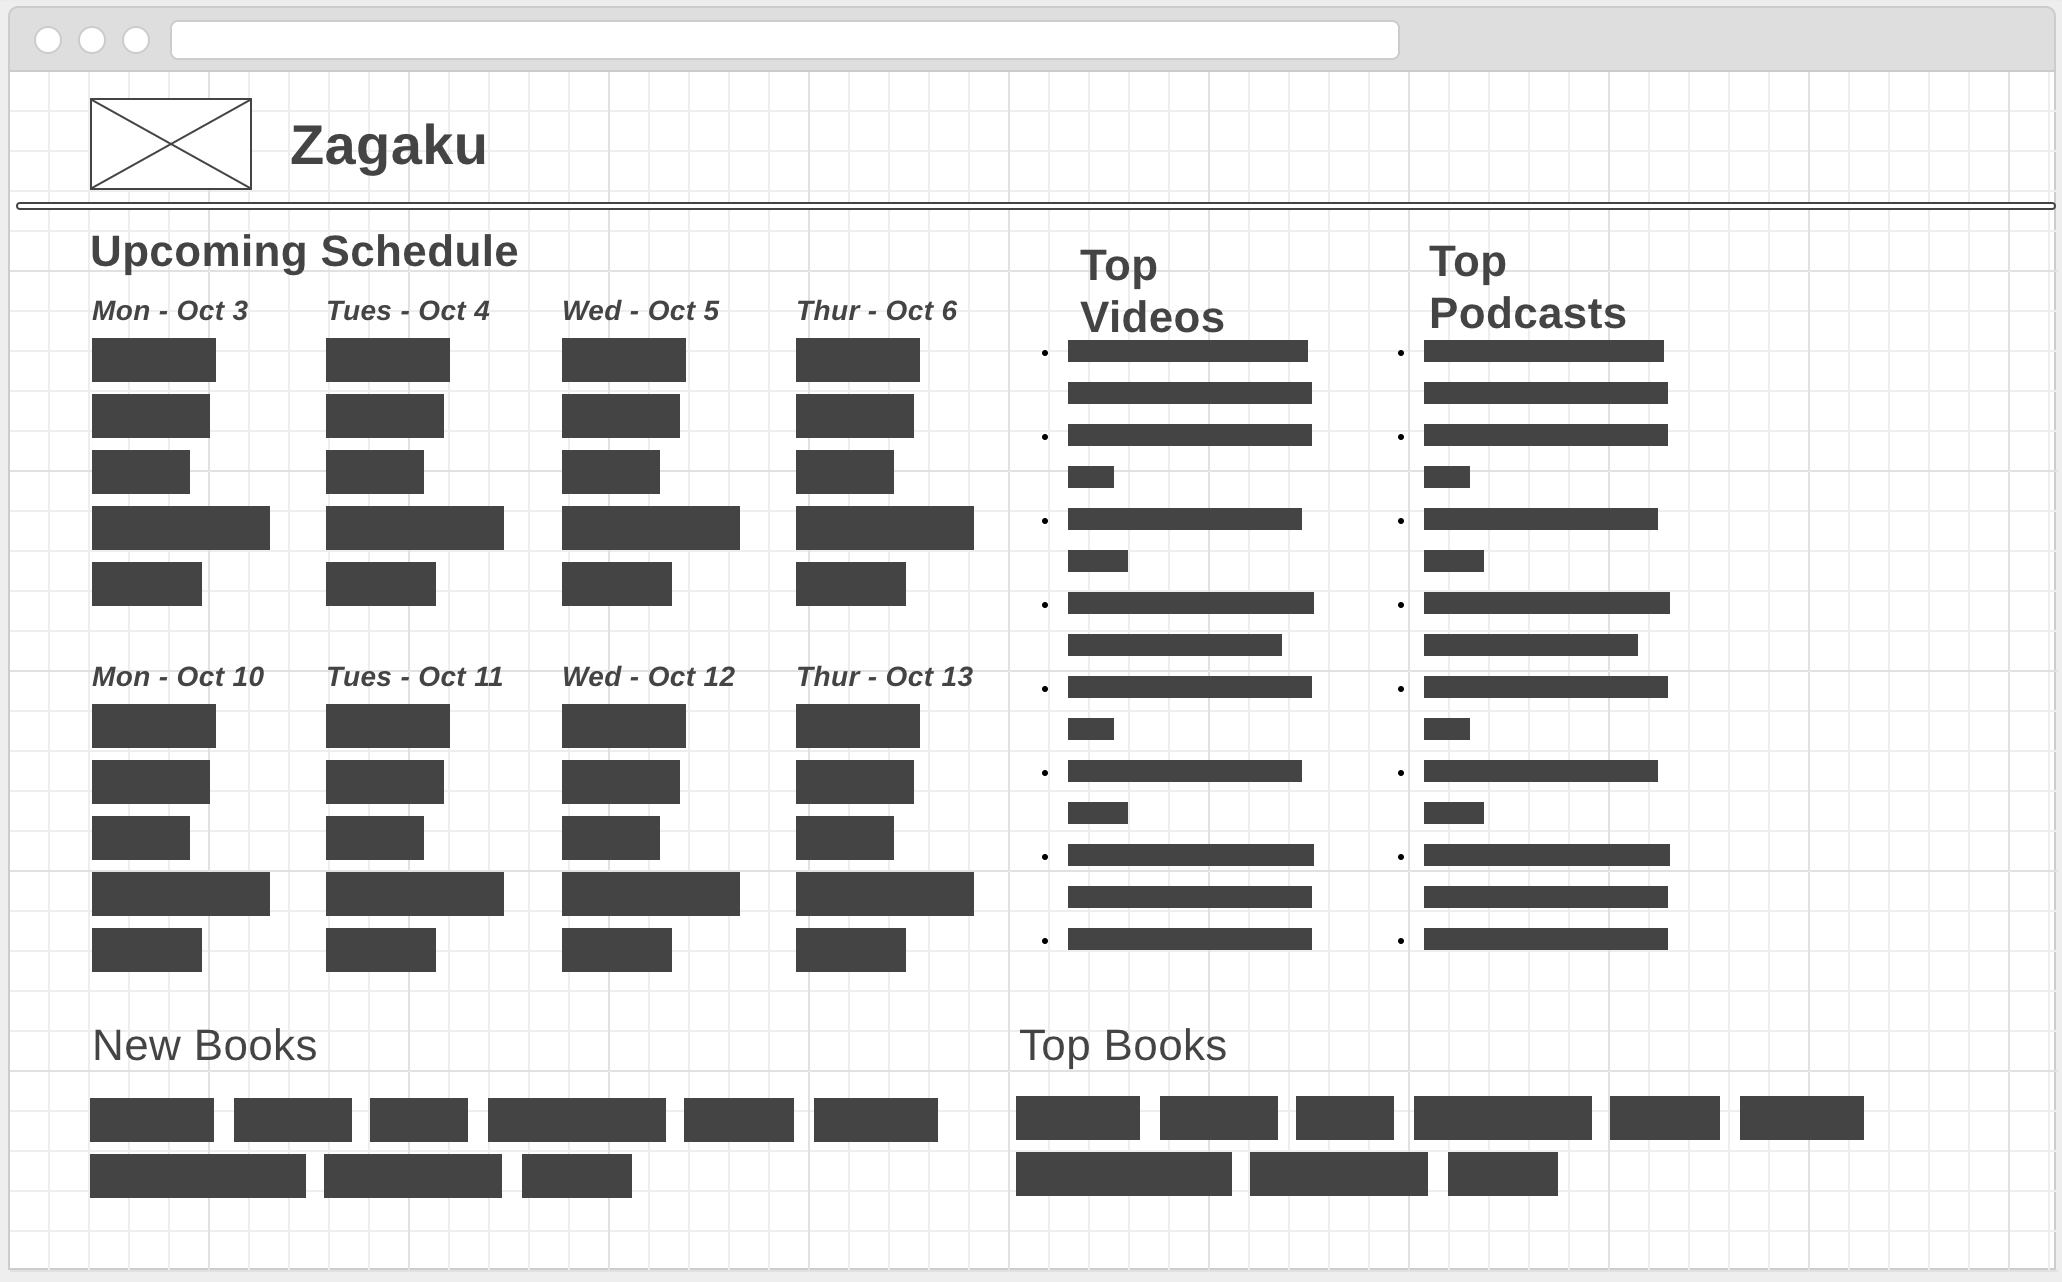 Zagaku
Upcoming Schedule
Mon - Oct 3
Tues - Oct 4
Wed - Oct 5
Thur - Oct 6
Mon - Oct 10
Tues - Oct 11
Wed - Oct 12
Thur - Oct 13
Top
Videos
Top
Podcasts
New Books
Top Books